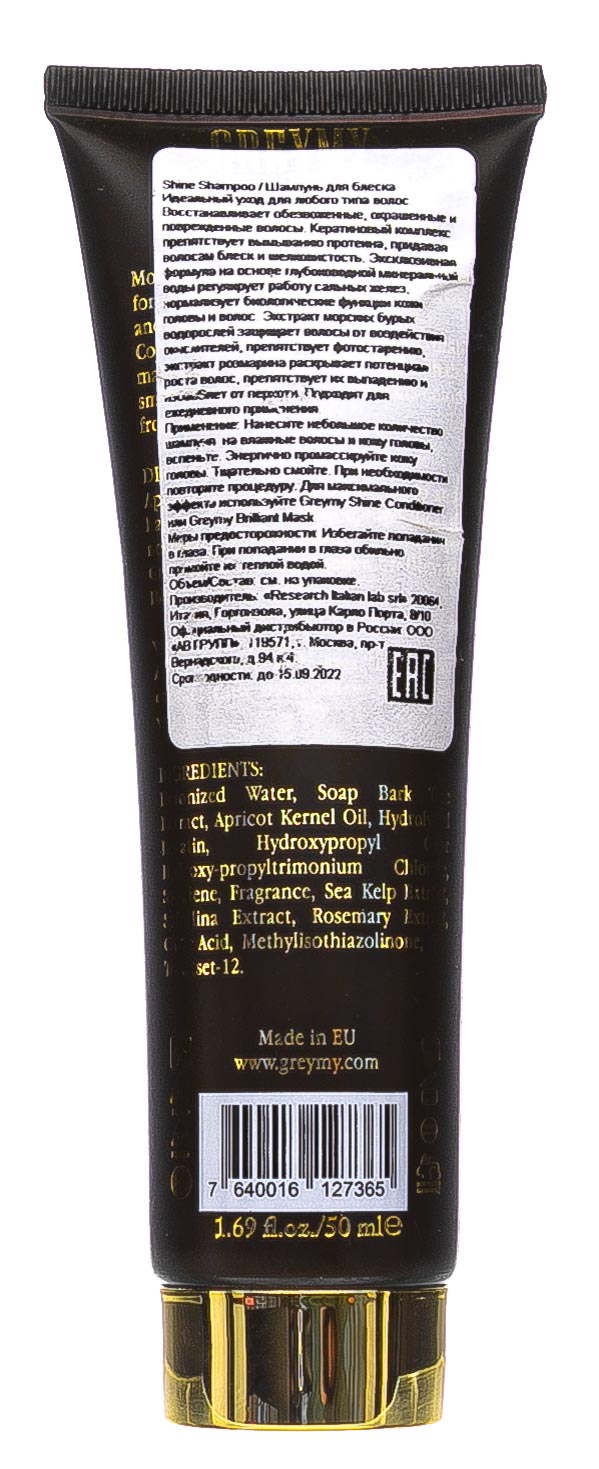 GREYMY
Shine Shampoo / Шампунь для блеска
Идеальный уход для любого типа волос
Восстанавливает обезвоженные, окрашенные и
поврежденные волосы. Кератиновый комплекс
препятствует вымыванию протеина, придавая
волосам блеск и шелковистость. Эксклюзивная
формула на основе глубоководной минеральный
воды регулирует работу сальных желез,
нормализует биологические функции кожи
головы и волос. Экстракт морских бурых
водорослей защищает волосы от воздействия
окислителей, препятствует фотостарению,
экстракт розмарина раскрывает потенциал
роста волос, препятствует их выпадению и
от перхоти. Подходит для
ежедневного применения
Применение: Нанесите небольшое количество
шампуня на влажные волосы и кожу головы,
вспеньте. Энергично промассируйте кожу
головы. Тщательно смойте. При необходимости
повторите процедуру. Для максимального
эффекта используйте Greymy Shine Conditioner
или Greymy Brilliant Mask
Меры предосторожности: Избегайте попадания
в глаза. При попадании в глаза обильно
промойте их теплой водой.
Объем/Состав: см. на упаковке.
Производитель: «Research Italian lab srl» 20064,
Италия, Горгонзола, улица Карло Порта, 8/10
Официальный дистрибьютор в России: ООО
«АВ ГРУПП», 119571, г. Москва, пр-т
Вернадского, д.94 к.4
до 15.09.2022
EAC
INGREDIENTS:
Water, Soap Bark
Apricot Kernel Oil,
Hydroxypropyl
Fragrance, Sea Kelp
Extract, Rosemary
Acid, Methylisothiazolinone,
Made in EU
www.greymy.com
7 640016 127365
1.69 fl.oz./50 ml℮